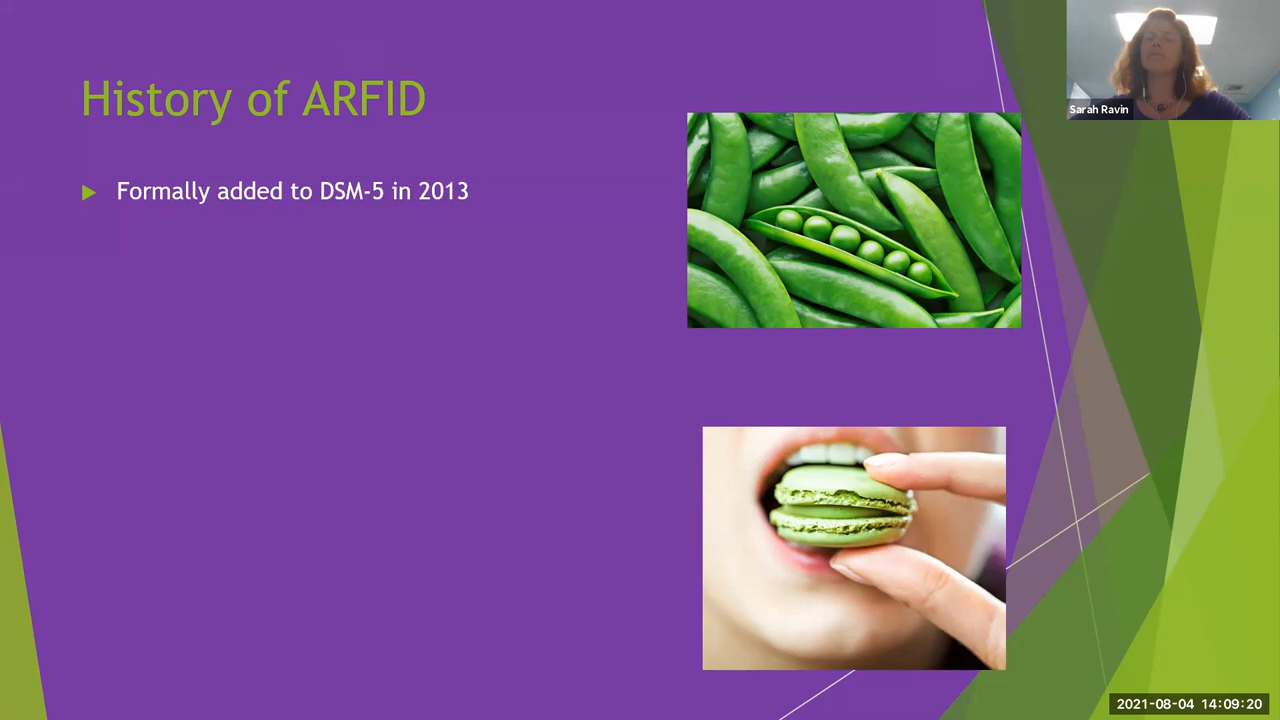 History of ARFID
Formally added to DSM-5 in 2013
Sarah Ravin
2021-08-04 14:09:20